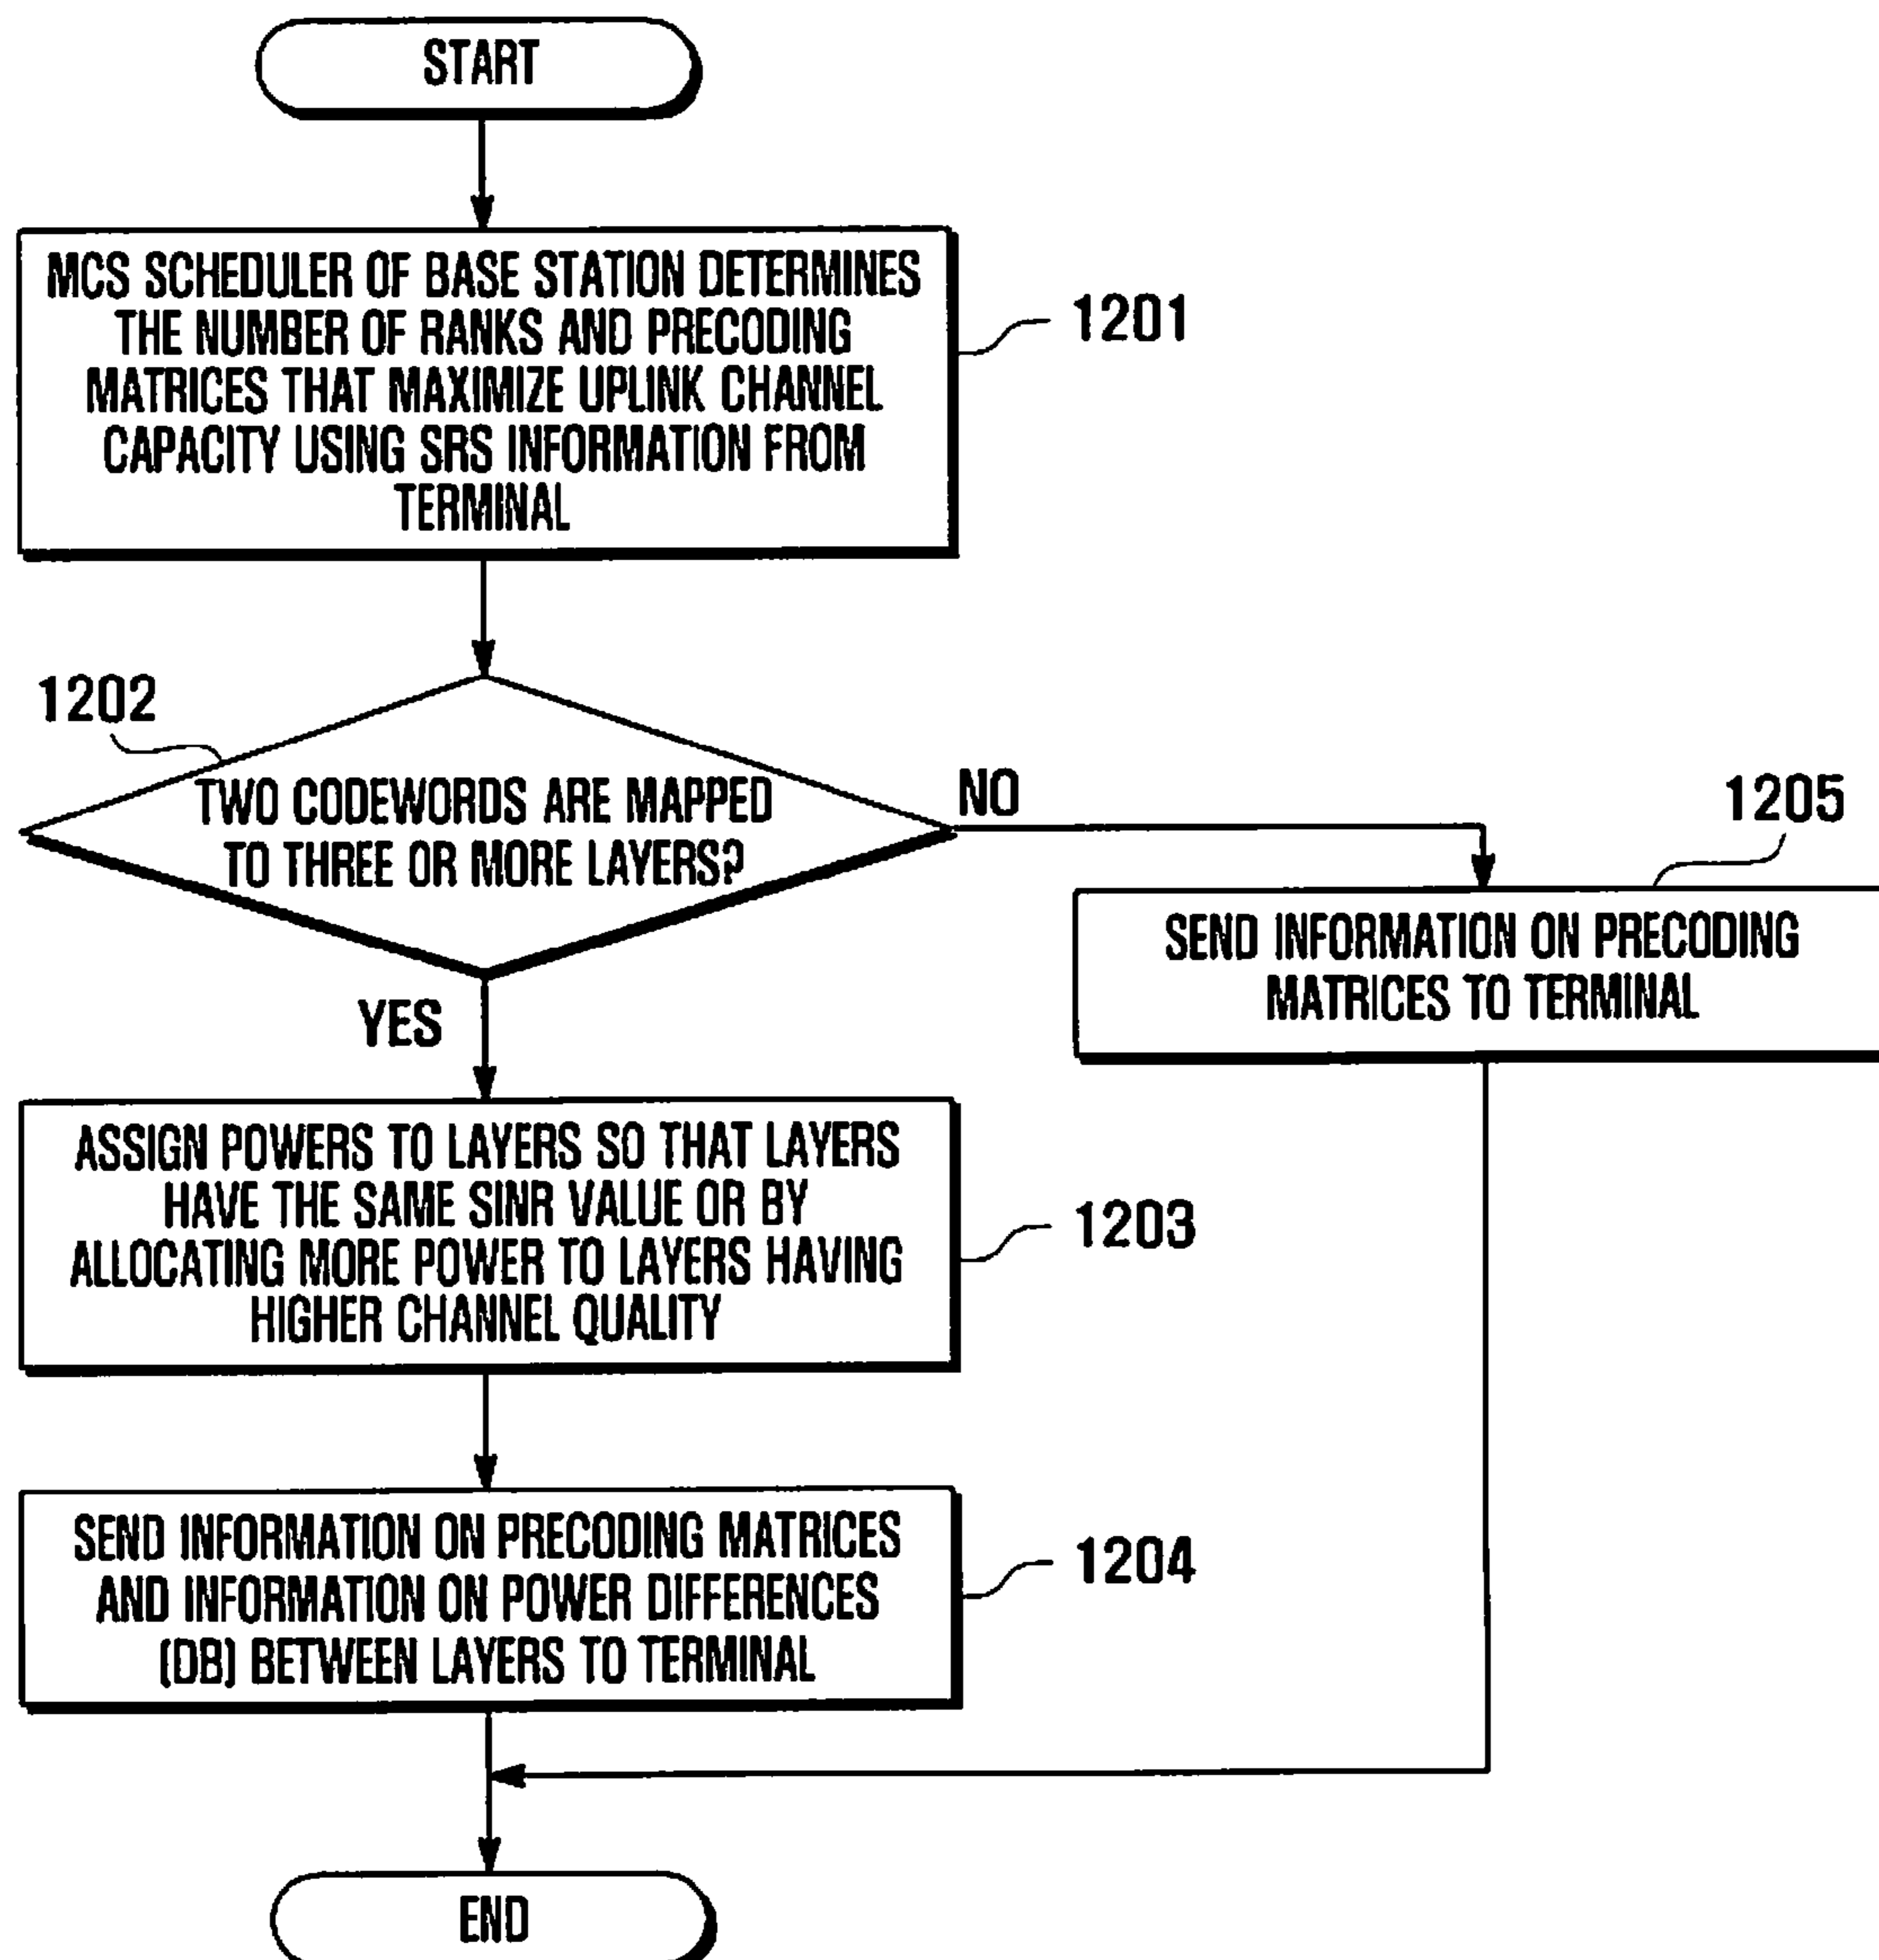 START
MCS SCHEDULER OF BASE STATION DETERMINES
THE NUMBER OF RANKS AND PRECODING
MATRICES THAT MAXIMIZE UPLINK CHANNEL
CAPACITY USING SRS INFORMATION FROM
TERMINAL
1201
1202
TWO CODEWORDS ARE MAPPED
TO THREE OR MORE LAYERS?
NO
YES
1205
SEND INFORMATION ON PRECODING
MATRICES TO TERMINAL
ASSIGN POWERS TO LAYERS SO THAT LAYERS
HAVE THE SAME SINR VALUE OR BY
ALLOCATING MORE POWER TO LAYERS HAVING
HIGHER CHANNEL QUALITY
1203
SEND INFORMATION ON PRECODING MATRICES
AND INFORMATION ON POWER DIFFERENCES
(DB) BETWEEN LAYERS TO TERMINAL
1204
END